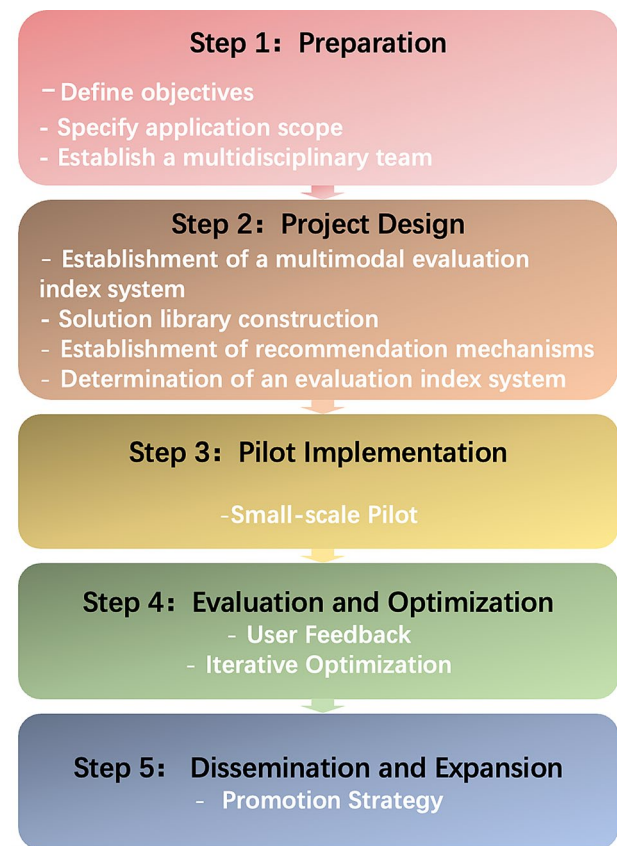 Step 1： Preparation
- Define objectives
- Specify application scope
- Establish a multidisciplinary team
Step 2： Project Design
- Establishment of a multimodal evaluation
index system
- Solution library construction
- Establishment of recommendation mechanisms
- Determination of an evaluation index system
Step 3： Pilot Implementation
-Small-scale Pilot
Step 4： Evaluation and Optimization
- User Feedback
- Iterative Optimization
Step 5： Dissemination and Expansion
- Promotion Strategy